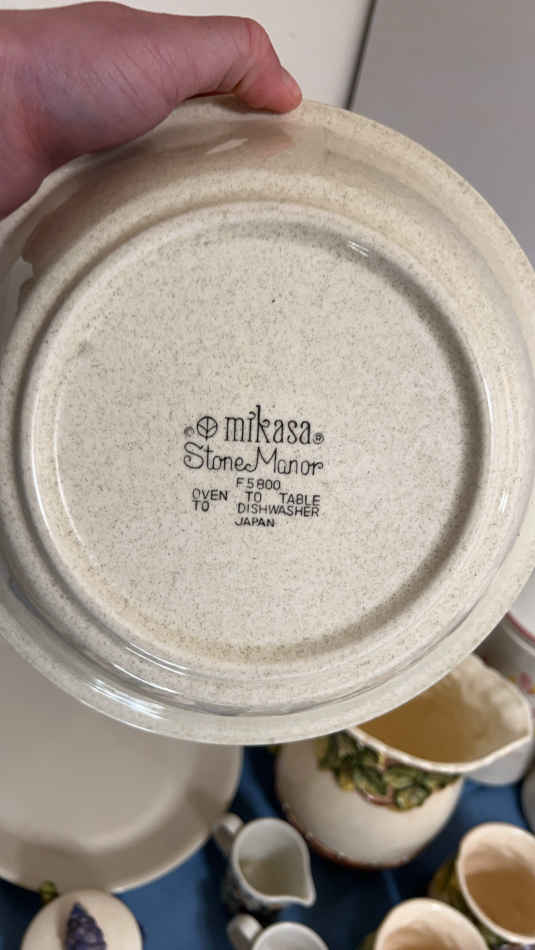 © mikasa®
Stone Manor
F5800
OVEN TO TABLE
TO DISHWASHER
JAPAN